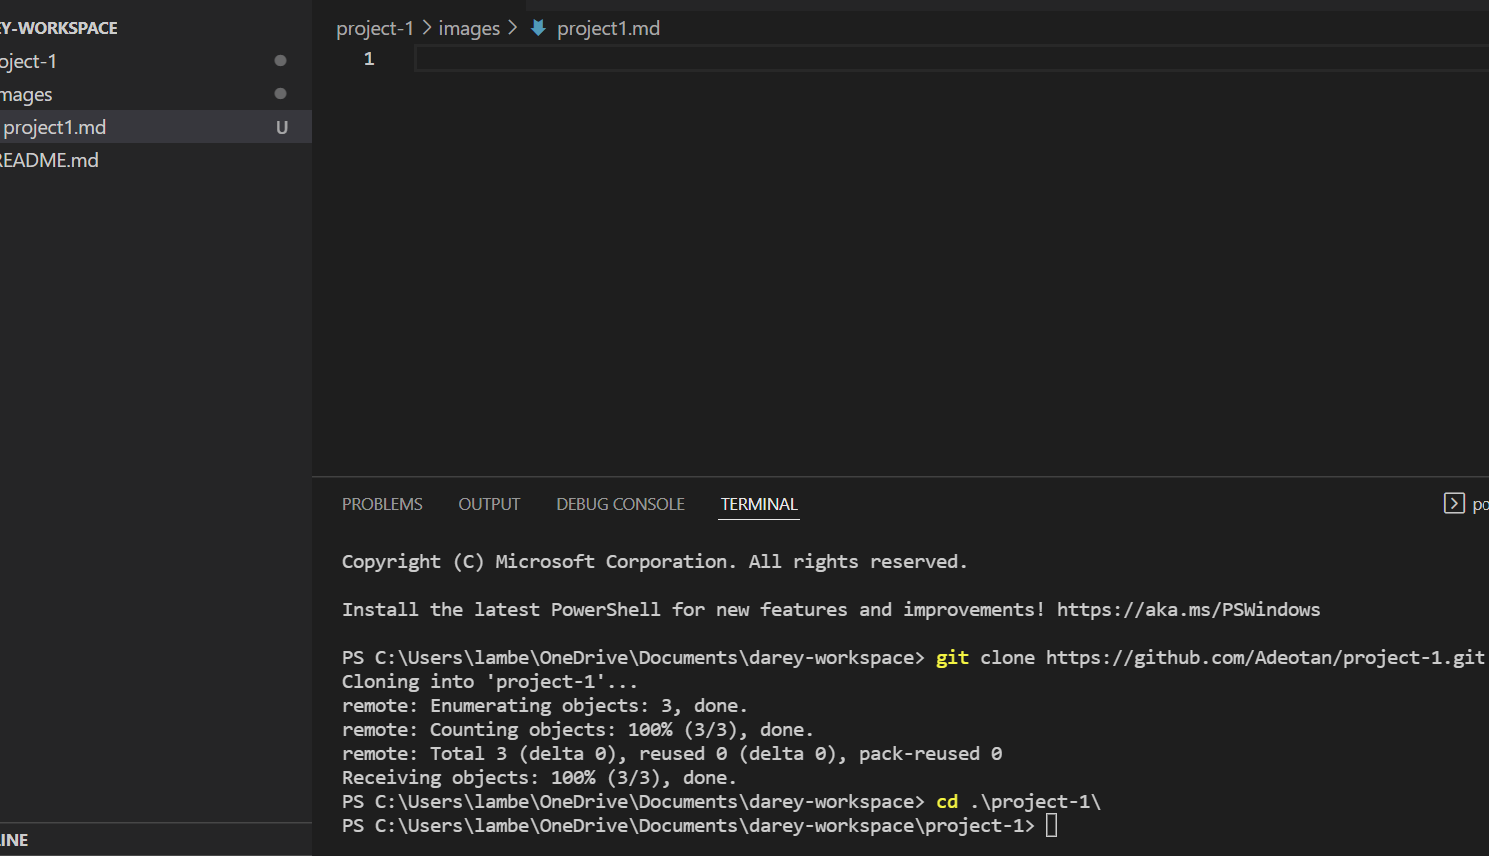 EY-WORKSPACE
oject-1
mages
project1.md U
README.md
INE
project-1 > images > project1.md
1
PROBLEMS OUTPUT DEBUG CONSOLE TERMINAL po
Copyright (C) Microsoft Corporation. All rights reserved.
Install the latest PowerShell for new features and improvements! https://aka.ms/PSWindows
PS C:\Users\lambe\OneDrive\Documents\darey-workspace> git clone https://github.com/Adeotan/project-1.git
Cloning into 'project-1'...
remote: Enumerating objects: 3, done.
remote: Counting objects: 100% (3/3), done.
remote: Total 3 (delta 0), reused 0 (delta 0), pack-reused 0
Receiving objects: 100% (3/3), done.
PS C:\Users\lambe\OneDrive\Documents\darey-workspace> cd .\project-1\
PS C:\Users\lambe\OneDrive\Documents\darey-workspace\project-1>